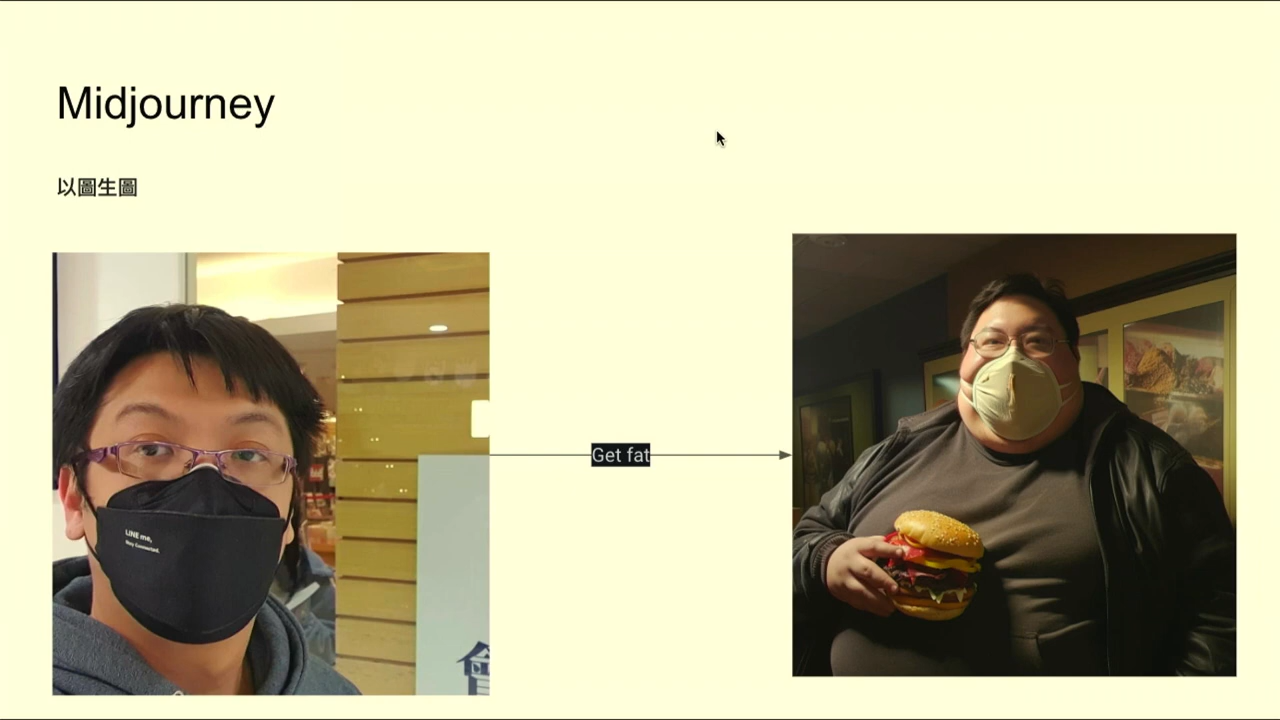 Midjourney
以圖生圖
Get fat
LINE me,
Stay Connected.